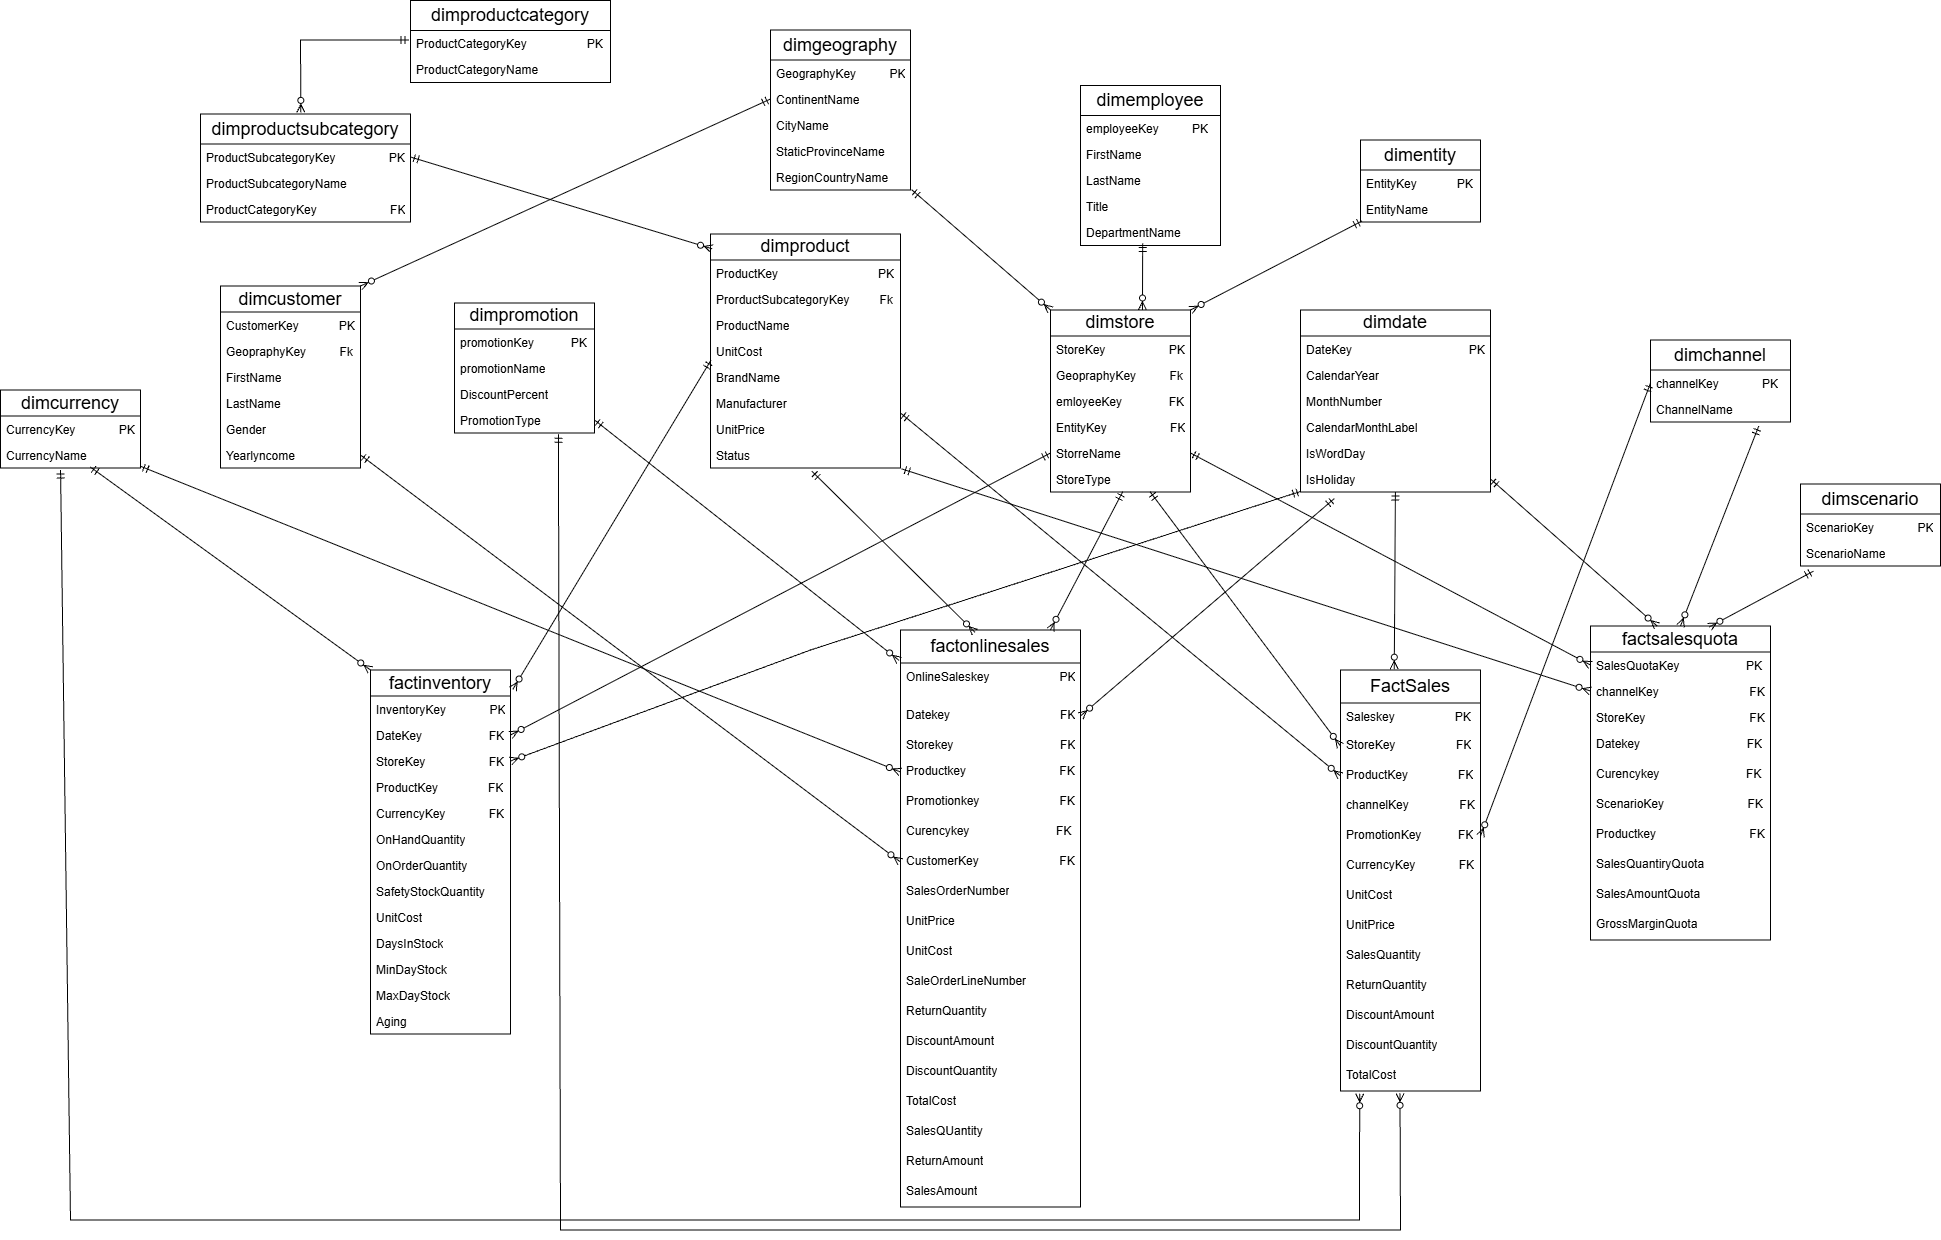 dimproductcategory
ProductCategoryKey PK
ProductCategoryName
dimproductsubcategory
ProductSubcategoryKey PK
ProductSubcategoryName
ProductCategoryKey FK
dimgeography
GeographyKey PK
ContinentName
CityName
StaticProvinceName
RegionCountryName
dimemployee
employeeKey PK
FirstName
LastName
Title
DepartmentName
dimentity
EntityKey PK
EntityName
dimproduct
ProductKey PK
ProrductSubcategoryKey Fk
ProductName
UnitCost
BrandName
Manufacturer
UnitPrice
Status
dimcustomer
CustomerKey PK
GeopraphyKey Fk
FirstName
LastName
Gender
YearlyIncome
dimpromotion
promotionKey PK
promotionName
DiscountPercent
PromotionType
dimstore
StoreKey PK
GeopraphyKey Fk
emloyeeKey FK
EntityKey FK
StorreName
StoreType
dimdate
DateKey PK
CalendarYear
MonthNumber
CalendarMonthLabel
IsWordDay
IsHoliday
dimchannel
channelKey PK
ChannelName
dimcurrency
CurrencyKey PK
CurrencyName
dimscenario
ScenarioKey PK
ScenarioName
factinventory
InventoryKey PK
DateKey FK
StoreKey FK
ProductKey FK
CurrencyKey FK
OnHandQuantity
OnOrderQuantity
SafetyStockQuantity
UnitCost
DaysInStock
MinDayStock
MaxDayStock
Aging
factonlinesales
OnlineSaleskey PK
Datekey FK
Storekey FK
Productkey FK
Promotionkey FK
Curencykey FK
CustomerKey FK
SalesOrderNumber
UnitPrice
UnitCost
SaleOrderLineNumber
ReturnQuantity
DiscountAmount
DiscountQuantity
TotalCost
SalesQUantity
ReturnAmount
SalesAmount
FactSales
Saleskey PK
StoreKey FK
ProductKey FK
channelKey FK
PromotionKey FK
CurrencyKey FK
UnitCost
UnitPrice
SalesQuantity
ReturnQuantity
DiscountAmount
DiscountQuantity
TotalCost
factsalesquota
SalesQuotaKey PK
channelKey FK
StoreKey FK
Datekey FK
Curencykey FK
ScenarioKey FK
Productkey FK
SalesQuantiryQuota
SalesAmountQuota
GrossMarginQuota